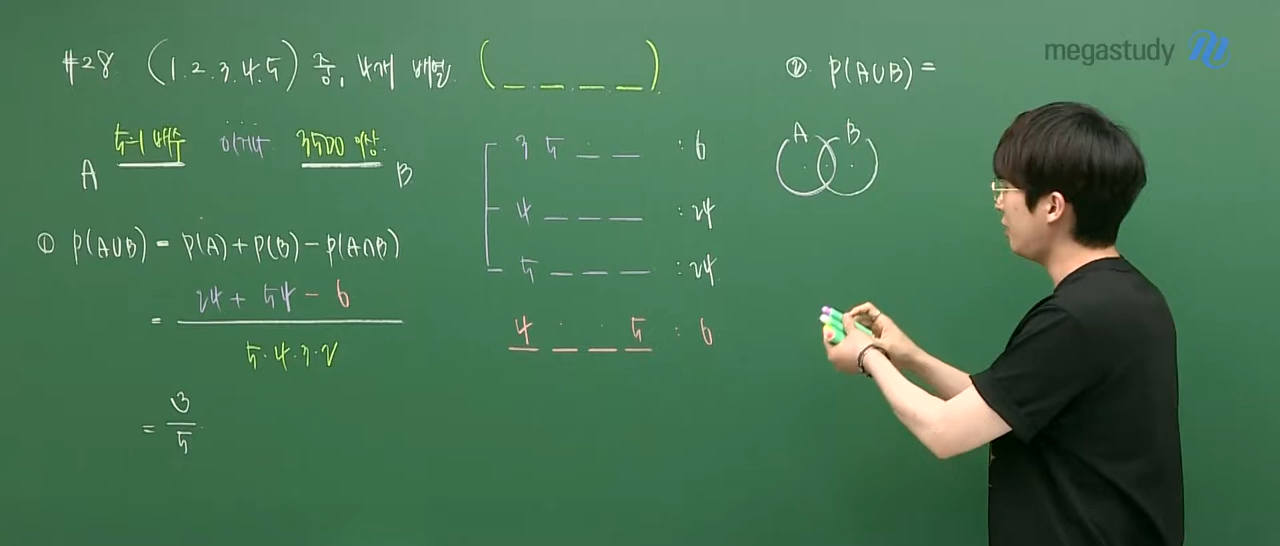 #28 (1.2.3.4.5) 중, 4개 배열. ( _ _ _ _ )
5의 배수 이거나 3500 이상.
A B
① P(A∪B) = P(A) + P(B) - P(A∩B)
= 24 + 54 - 6
5·4·3·2
= 3
5
3 5 _ _ : 6
4 _ _ _ : 24
5 _ _ _ : 24
4 _ _ 5 : 6
megastudy
② P(A∪B) =
A B